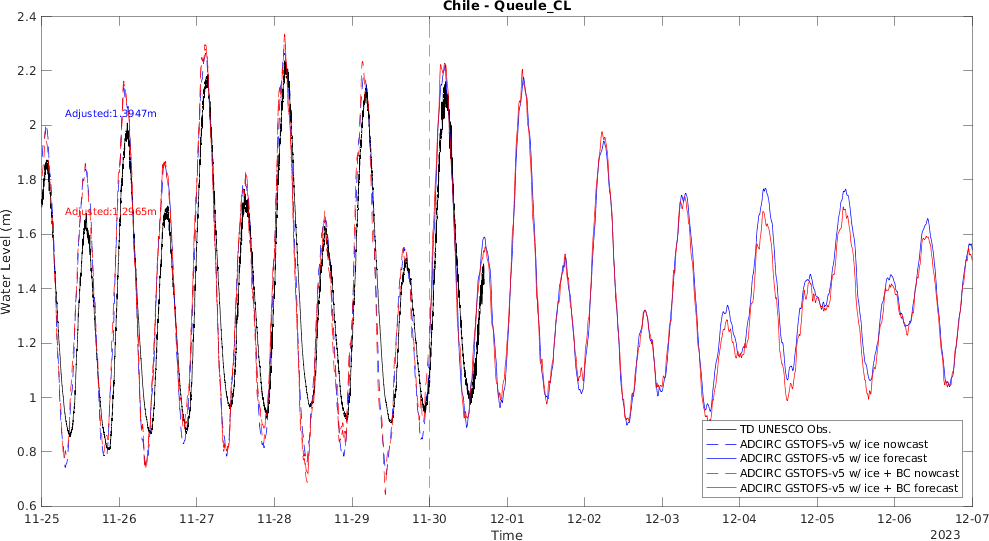 Chile - Queule_CL
2.4
2.2
2
1.8
1.6
1.4
1.2
1
0.8
0.6
Water Level (m)
Adjusted:1.3947m
Adjusted:1.2965m
TD UNESCO Obs.
ADCIRC GSTOFS-v5 w/ ice nowcast
ADCIRC GSTOFS-v5 w/ ice forecast
ADCIRC GSTOFS-v5 w/ ice + BC nowcast
ADCIRC GSTOFS-v5 w/ ice + BC forecast
11-25 11-26 11-27 11-28 11-29 11-30 12-01 12-02 12-03 12-04 12-05 12-06 12-07
Time
2023